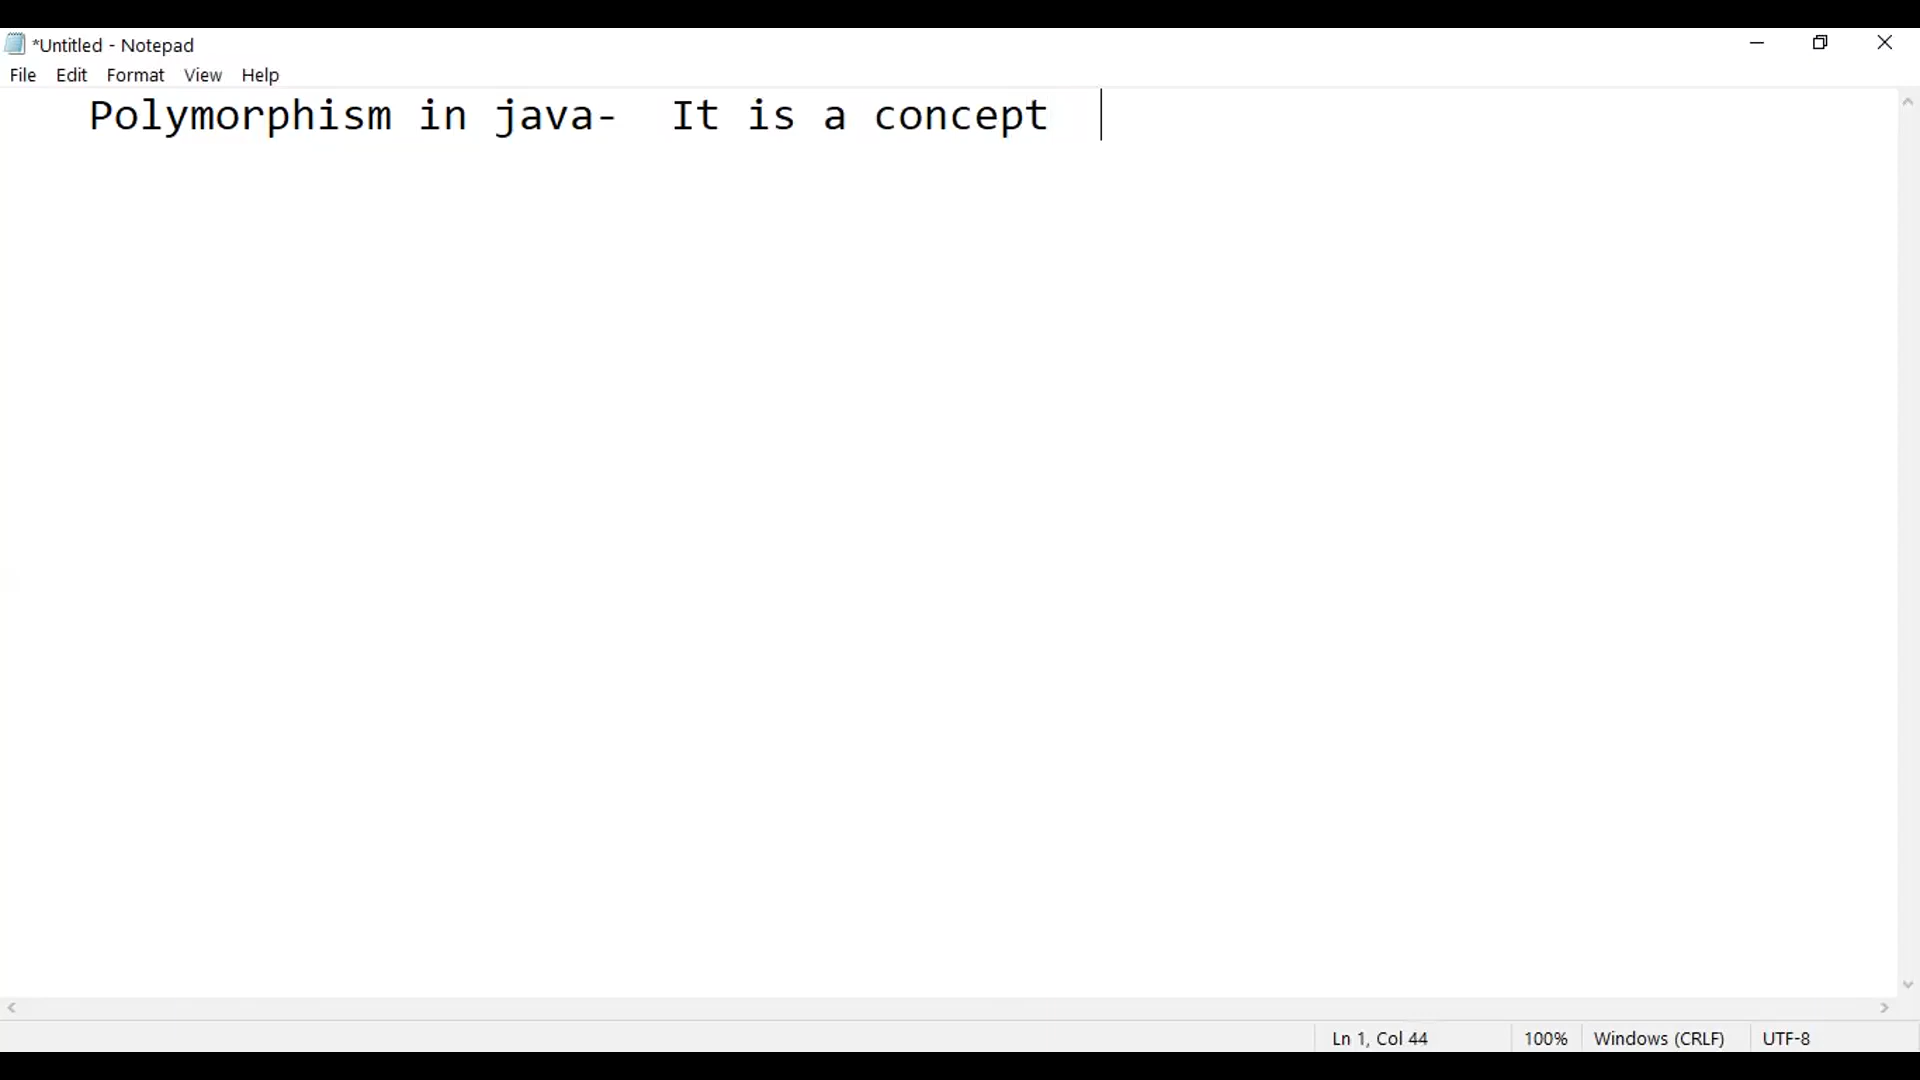 *Untitled - Notepad
File Edit Format View Help
Polymorphism in java-  It is a concept
Ln 1, Col 44 100% Windows (CRLF) UTF-8